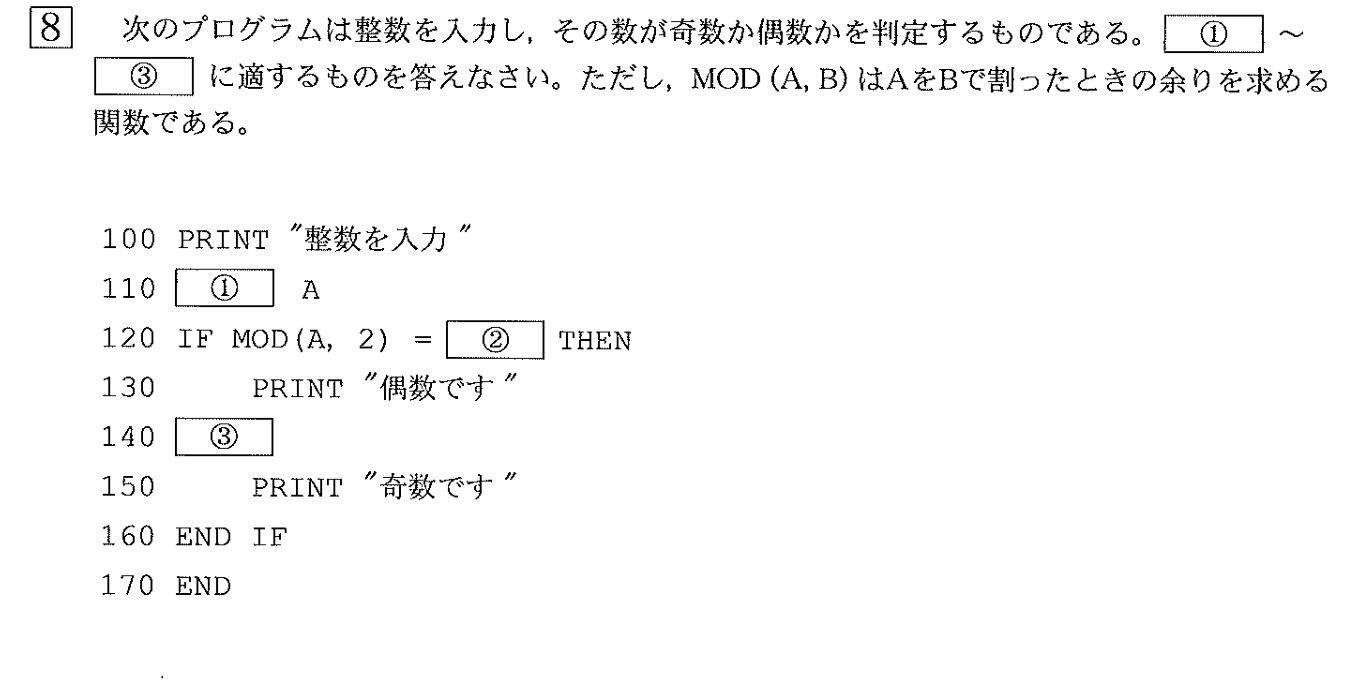 8 次のプログラムは整数を入力し，その数が奇数か偶数かを判定するものである。 ① ～
③ に適するものを答えなさい。ただし，MOD (A, B) はAをBで割ったときの余りを求める
関数である。
100 PRINT ″整数を入力 ″
110 ① A
120 IF MOD(A, 2) = ② THEN
130 PRINT ″偶数です ″
140 ③
150 PRINT ″奇数です ″
160 END IF
170 END